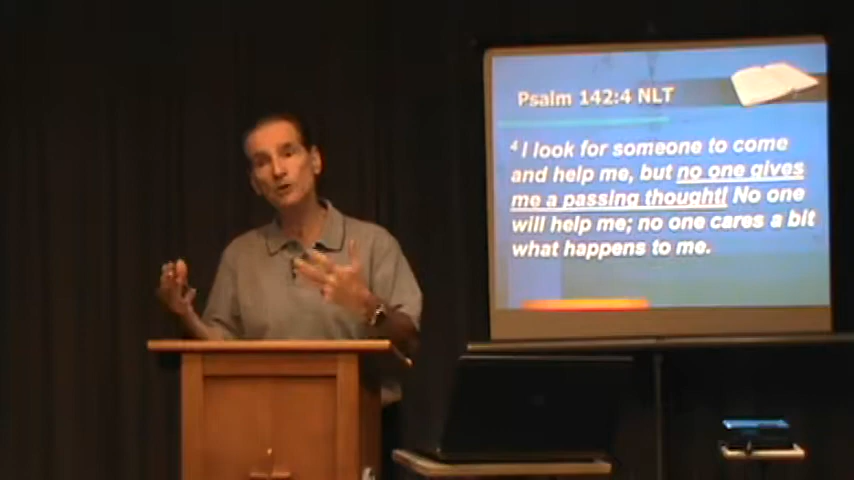 Psalm 142:4 NLT
4 I look for someone to come
and help me, but no one gives
me a passing thought! No one
will help me; no one cares a bit
what happens to me.